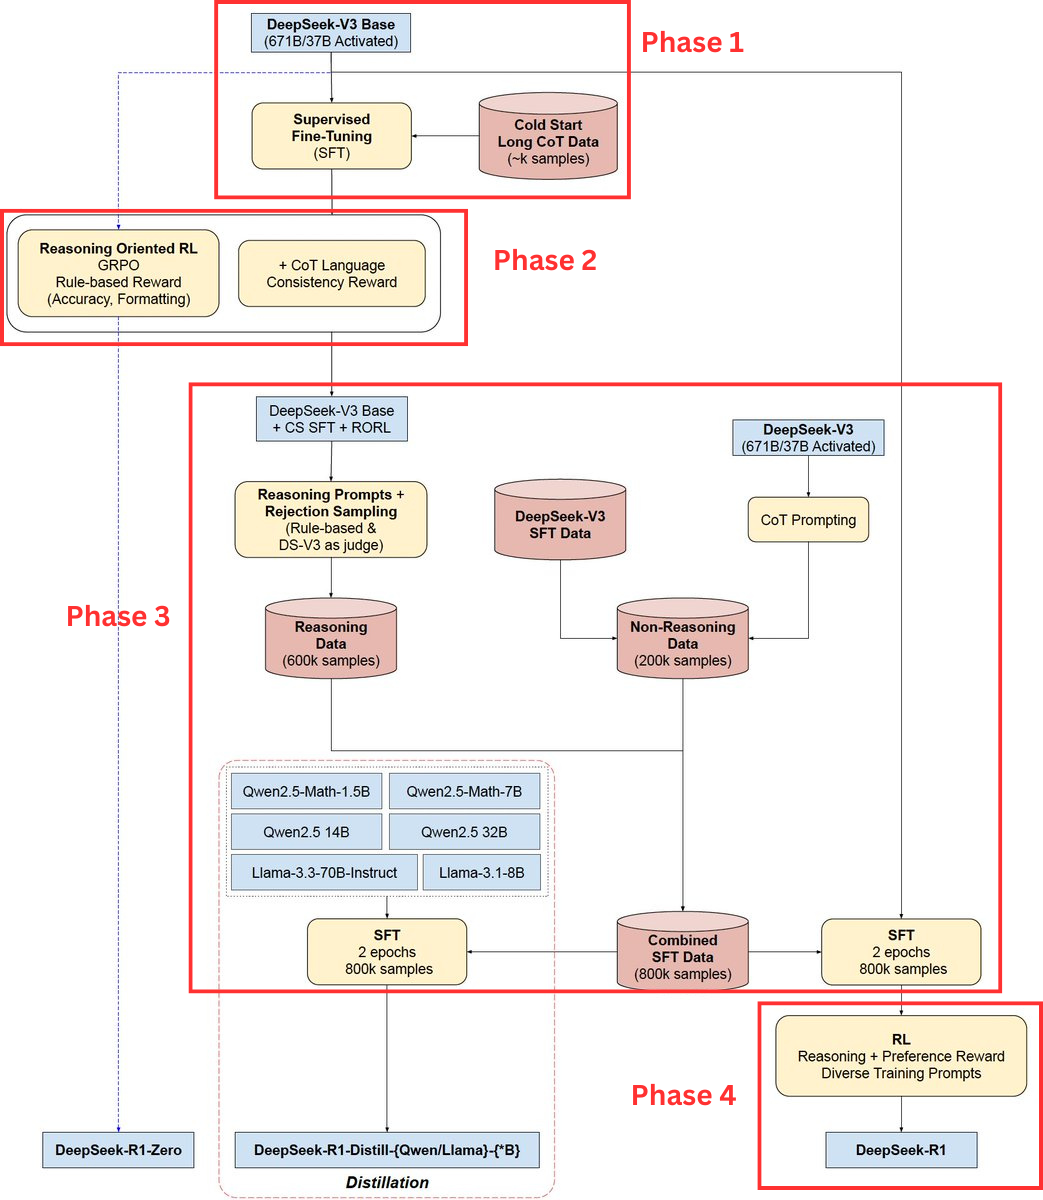 DeepSeek-V3 Base
(671B/37B Activated)
Phase 1
Supervised
Fine-Tuning
(SFT)
Cold Start
Long CoT Data
(~k samples)
Reasoning Oriented RL
GRPO
Rule-based Reward
(Accuracy, Formatting)
+ CoT Language
Consistency Reward
Phase 2
DeepSeek-V3 Base
+ CS SFT + RORL
DeepSeek-V3
(671B/37B Activated)
Reasoning Prompts +
Rejection Sampling
(Rule-based &
DS-V3 as judge)
DeepSeek-V3
SFT Data
CoT Prompting
Phase 3
Reasoning
Data
(600k samples)
Non-Reasoning
Data
(200k samples)
Qwen2.5-Math-1.5B
Qwen2.5-Math-7B
Qwen2.5 14B
Qwen2.5 32B
Llama-3.3-70B-Instruct
Llama-3.1-8B
SFT
2 epochs
800k samples
Combined
SFT Data
(800k samples)
SFT
2 epochs
800k samples
RL
Reasoning + Preference Reward
Diverse Training Prompts
Phase 4
DeepSeek-R1-Zero
DeepSeek-R1-Distill-{Qwen/Llama}-{*B}
DeepSeek-R1
Distillation